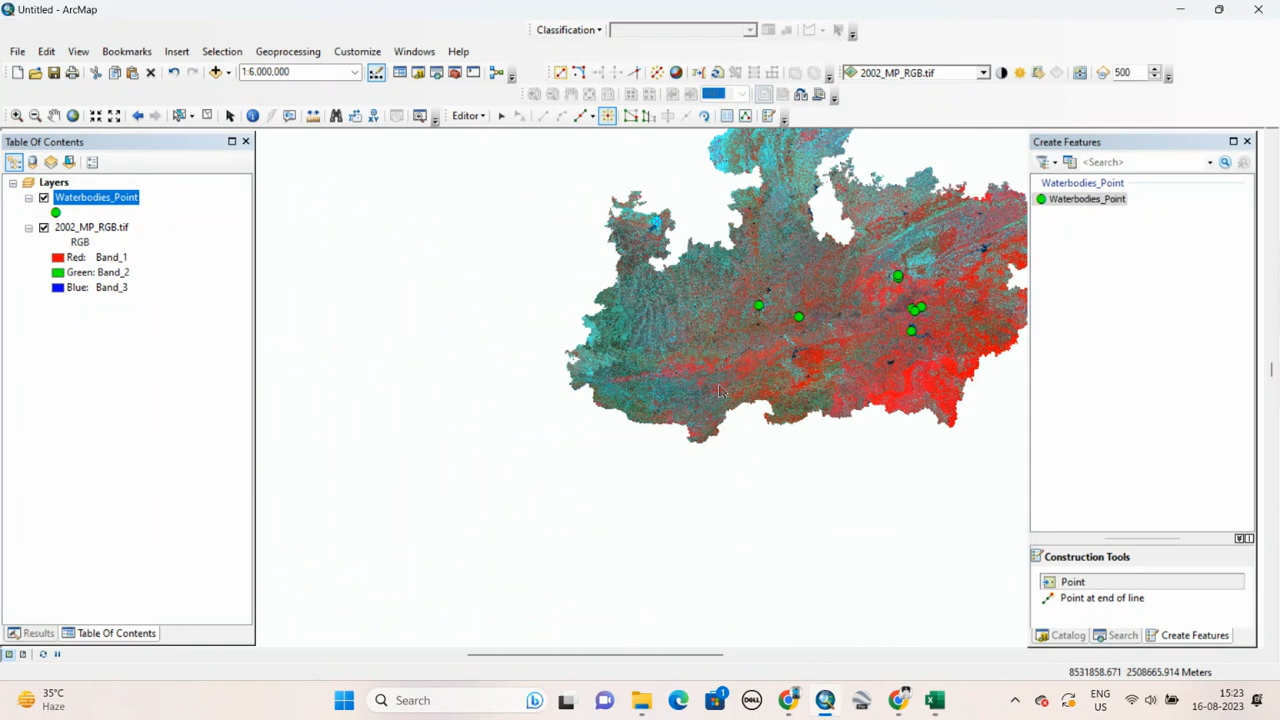 Untitled - ArcMap
Classification
File Edit View Bookmarks Insert Selection Geoprocessing Customize Windows Help
1:6,000,000
2002_MP_RGB.tif
500
Editor
Table Of Contents
Layers
Waterbodies_Point
2002_MP_RGB.tif
RGB
Red: Band_1
Green: Band_2
Blue: Band_3
Create Features
<Search>
Waterbodies_Point
Waterbodies_Point
Construction Tools
Point
Point at end of line
Results Table Of Contents
Catalog Search Create Features
8531858.671 2508665.914 Meters
35°C
Haze
Search
DELL
1
ENG
US
15:23
16-08-2023